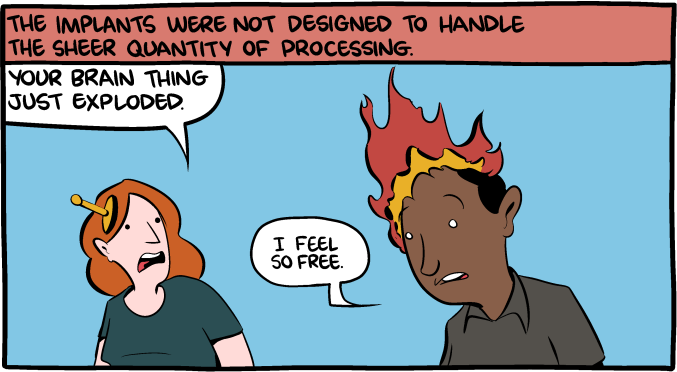 THE IMPLANTS WERE NOT DESIGNED TO HANDLE
THE SHEER QUANTITY OF PROCESSING.
YOUR BRAIN THING
JUST EXPLODED.
I FEEL
SO FREE.